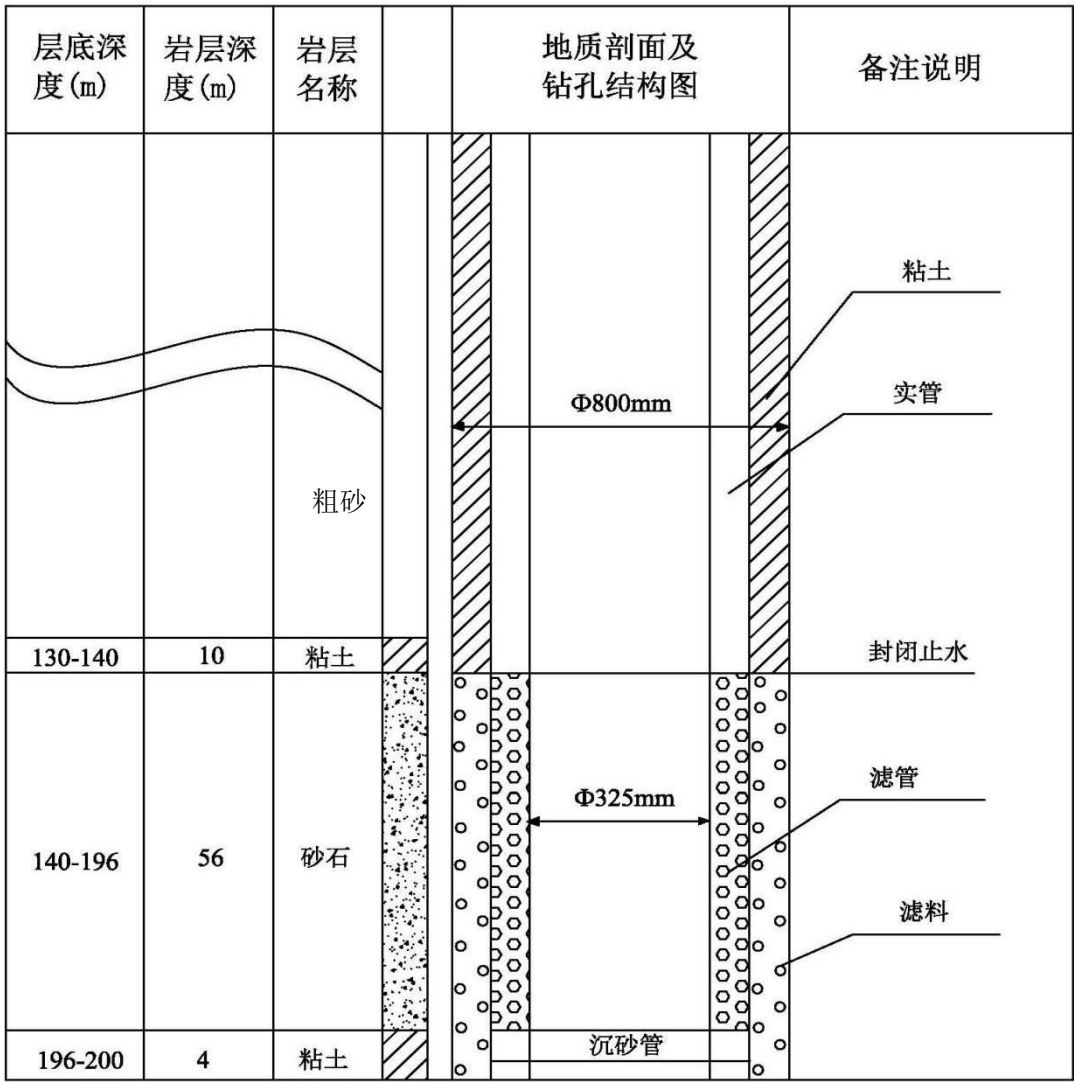 层底深
度(m)
岩层深
度(m)
岩层
名称
地质剖面及
钻孔结构图
备注说明
粘土
实管
Φ800mm
粗砂
130-140
10
粘土
封闭止水
滤管
Φ325mm
140-196
56
砂石
滤料
196-200
4
粘土
沉砂管